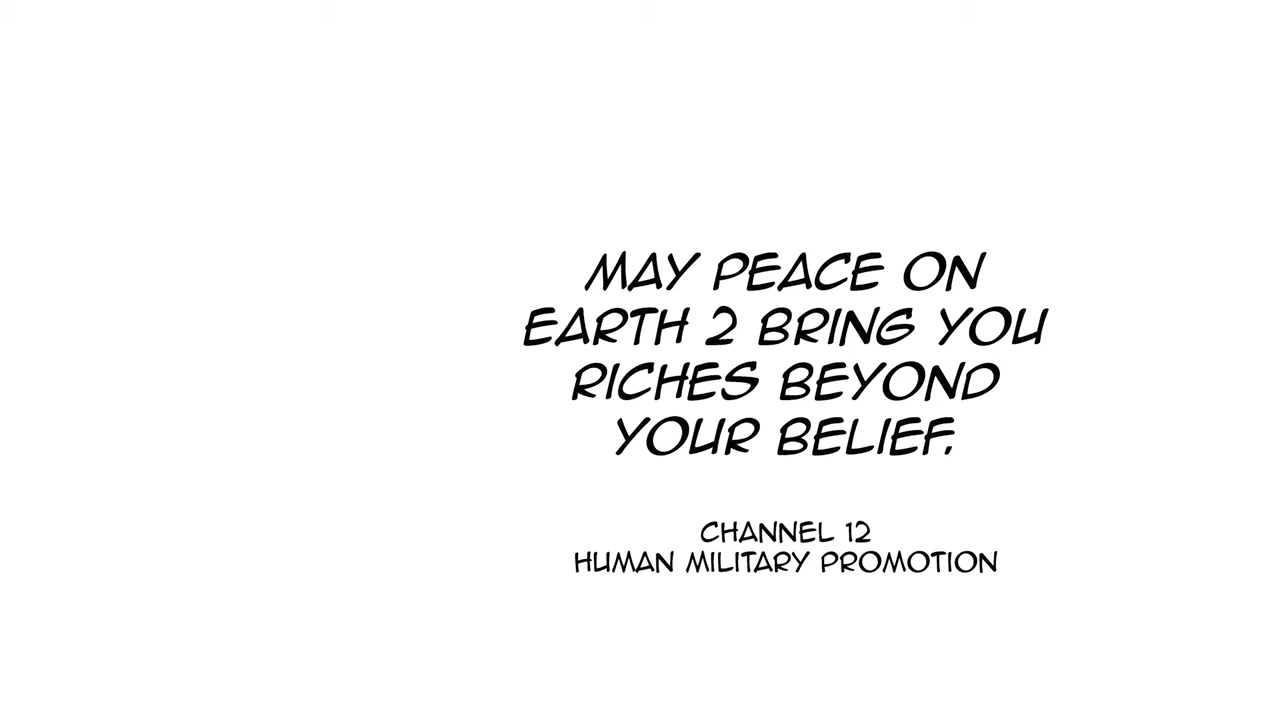 MAY PEACE ON
EARTH 2 BRING YOU
RICHES BEYOND
YOUR BELIEF.
CHANNEL 12
HUMAN MILITARY PROMOTION